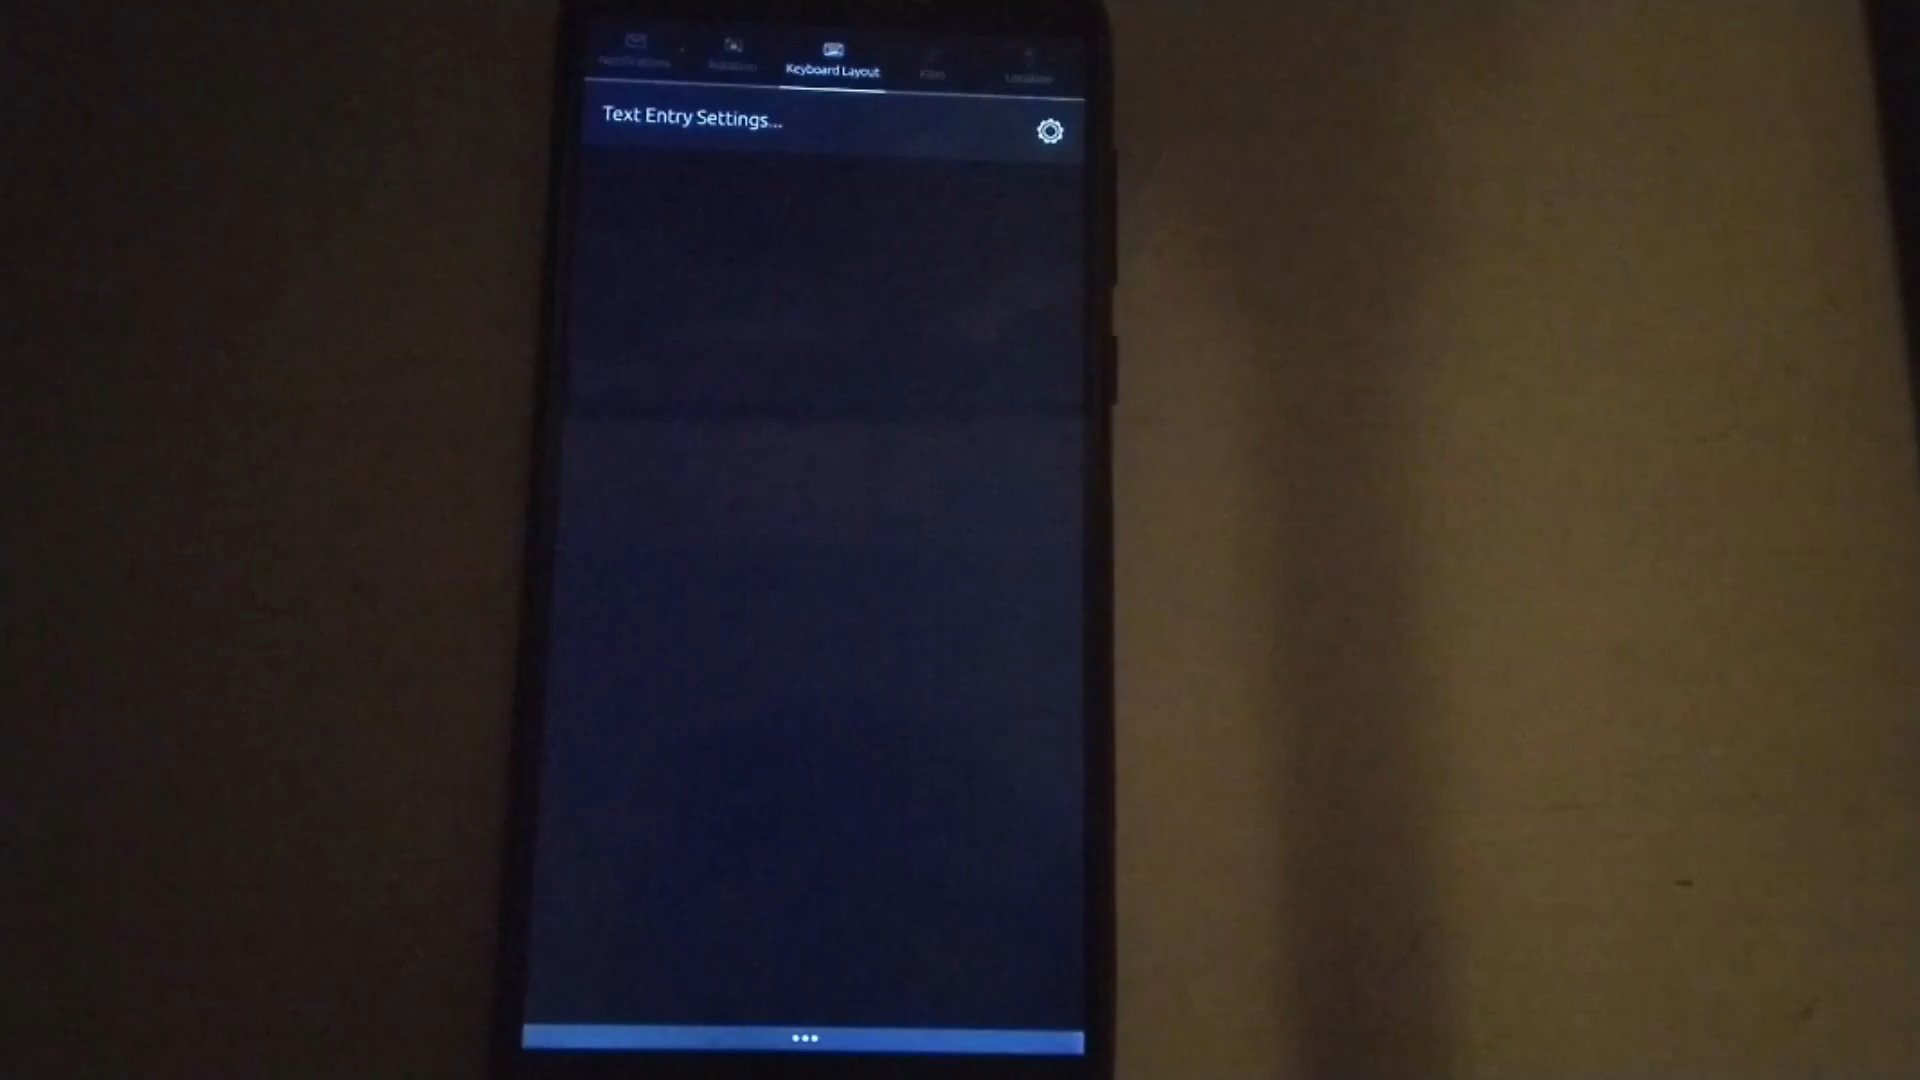 Notifications
Rotation
Keyboard Layout
Files
Location
Text Entry Settings...